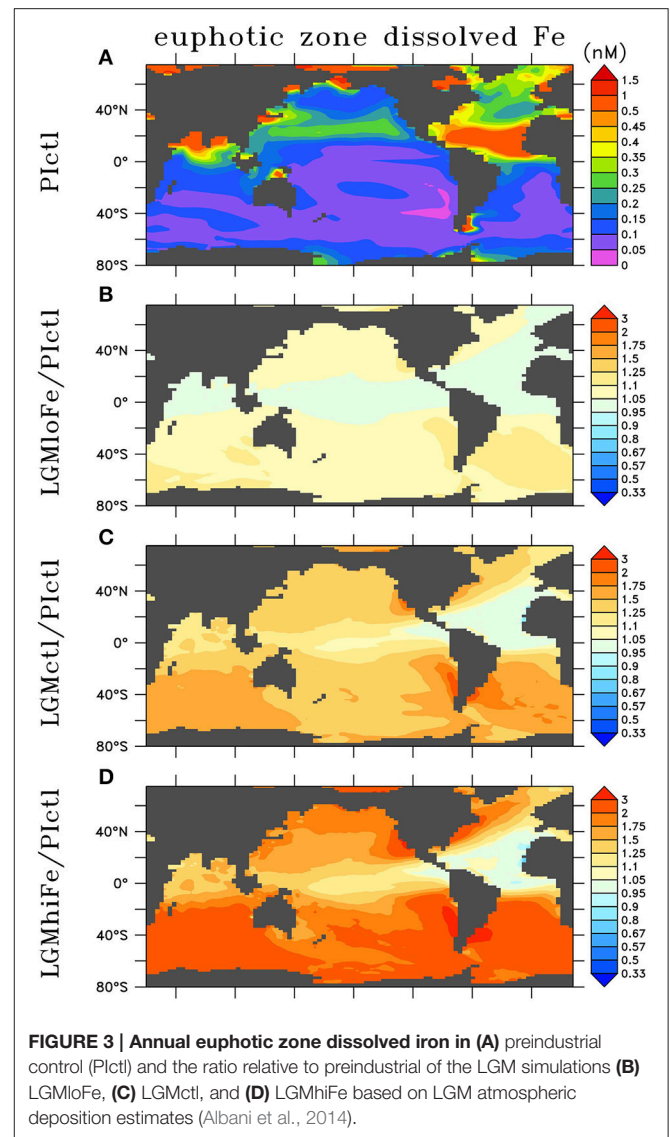 euphotic zone dissolved Fe
(nM)
A
PIctl
40°N
0°
40°S
80°S
1.5
1
0.5
0.45
0.4
0.35
0.3
0.25
0.2
0.15
0.1
0.05
0
B
LGMloFe/PIctl
40°N
0°
40°S
80°S
3
2
1.75
1.5
1.25
1.1
1.05
0.95
0.9
0.8
0.67
0.57
0.5
0.33
C
LGMctl/PIctl
40°N
0°
40°S
80°S
3
2
1.75
1.5
1.25
1.1
1.05
0.95
0.9
0.8
0.67
0.57
0.5
0.33
D
LGMhiFe/PIctl
40°N
0°
40°S
80°S
3
2
1.75
1.5
1.25
1.1
1.05
0.95
0.9
0.8
0.67
0.57
0.5
0.33
FIGURE 3 | Annual euphotic zone dissolved iron in (A) preindustrial
control (PIctl) and the ratio relative to preindustrial of the LGM simulations (B)
LGMloFe, (C) LGMctl, and (D) LGMhiFe based on LGM atmospheric
deposition estimates (Albani et al., 2014).